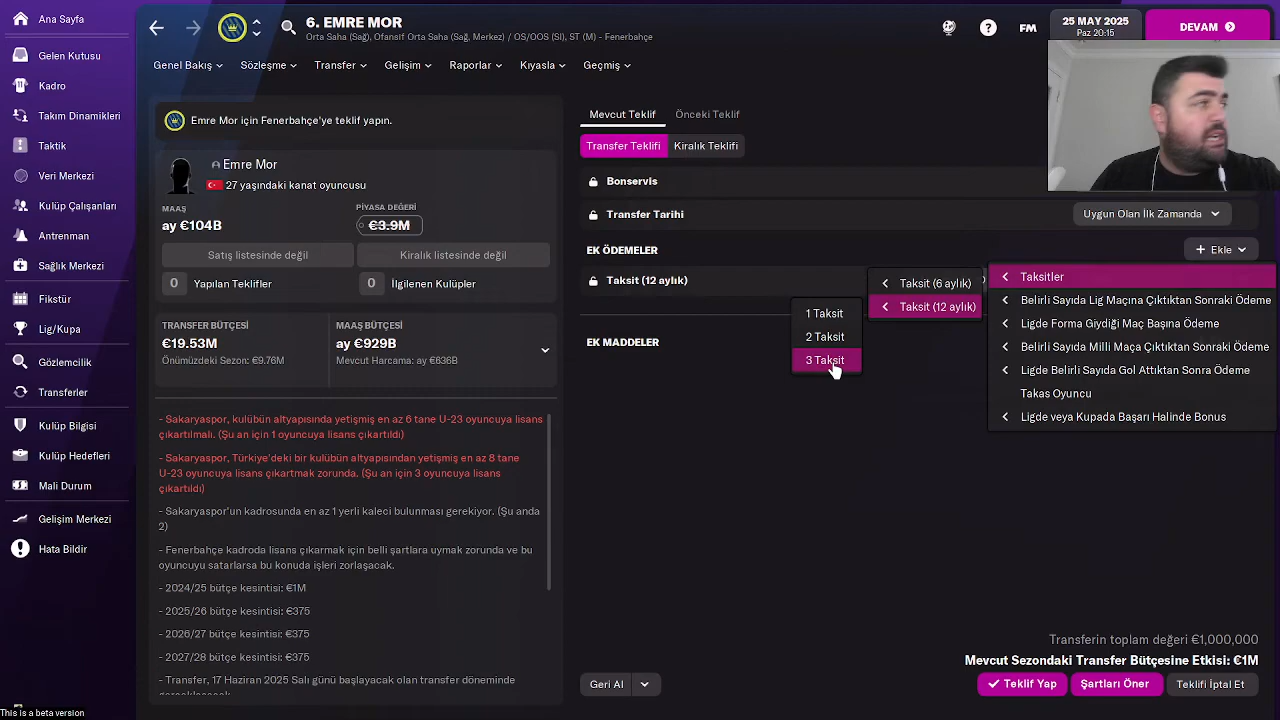 Ana Sayfa
Gelen Kutusu
Kadro
Takım Dinamikleri
Taktik
Veri Merkezi
Kulüp Çalışanları
Antrenman
Sağlık Merkezi
Fikstür
Lig/Kupa
Gözlemcilik
Transferler
Kulüp Bilgisi
Kulüp Hedefleri
Mali Durum
Gelişim Merkezi
Hata Bildir
This is a beta version
6. EMRE MOR
Orta Saha (Sağ), Ofansif Orta Saha (Sağ, Merkez) / OS/OOS (Sl), ST (M) - Fenerbahçe
FM
25 MAY 2025
Paz 20:15
DEVAM
Genel Bakış
Sözleşme
Transfer
Gelişim
Raporlar
Kıyasla
Geçmiş
Emre Mor için Fenerbahçe'ye teklif yapın.
Emre Mor
27 yaşındaki kanat oyuncusu
MAAŞ
ay €104B
PİYASA DEĞERİ
€3.9M
Satış listesinde değil
Kiralık listesinde değil
0 Yapılan Teklifler
0 İlgilenen Kulüpler
TRANSFER BÜTÇESİ
€19.53M
Önümüzdeki Sezon: €9.76M
MAAŞ BÜTÇESİ
ay €929B
Mevcut Harcama: ay €636B
- Sakaryaspor, kulübün altyapısında yetişmiş en az 6 tane U-23 oyuncuya lisans
çıkartılmalı. (Şu an için 1 oyuncuya lisans çıkartıldı)
- Sakaryaspor, Türkiye'deki bir kulübün altyapısından yetişmiş en az 8 tane
U-23 oyuncuya lisans çıkartmak zorunda. (Şu an için 3 oyuncuya lisans
çıkartıldı)
- Sakaryaspor'un kadrosunda en az 1 yerli kaleci bulunması gerekiyor. (Şu anda
2)
- Fenerbahçe kadroda lisans çıkarmak için belli şartlara uymak zorunda ve bu
oyuncuyu satarlarsa bu konuda işleri zorlaşacak.
- 2024/25 bütçe kesintisi: €1M
- 2025/26 bütçe kesintisi: €375
- 2026/27 bütçe kesintisi: €375
- 2027/28 bütçe kesintisi: €375
- Transfer, 17 Haziran 2025 Salı günü başlayacak olan transfer döneminde
Mevcut Teklif
Önceki Teklif
Transfer Teklifi
Kiralık Teklifi
Bonservis
Transfer Tarihi
Uygun Olan İlk Zamanda
EK ÖDEMELER
Ekle
Taksit (12 aylık)
EK MADDELER
1 Taksit
2 Taksit
3 Taksit
Taksit (6 aylık)
Taksit (12 aylık)
Taksitler
Belirli Sayıda Lig Maçına Çıktıktan Sonraki Ödeme
Ligde Forma Giydiği Maç Başına Ödeme
Belirli Sayıda Milli Maça Çıktıktan Sonraki Ödeme
Ligde Belirli Sayıda Gol Attıktan Sonra Ödeme
Takas Oyuncu
Ligde veya Kupada Başarı Halinde Bonus
Transferin toplam değeri €1,000,000
Mevcut Sezondaki Transfer Bütçesine Etkisi: €1M
Geri Al
Teklif Yap
Şartları Öner
Teklifi İptal Et